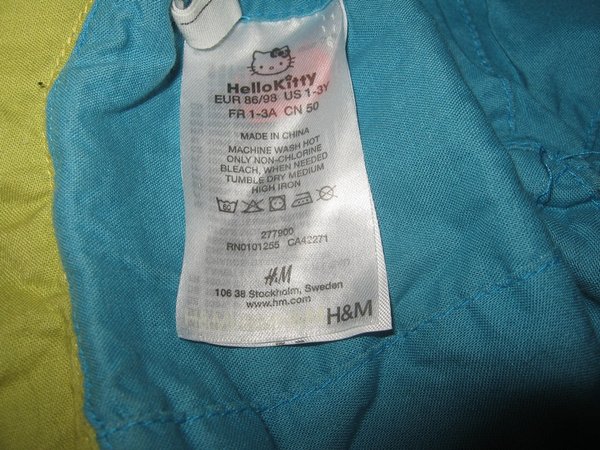 HelloKitty
EUR 86/98 US 1-3Y
FR 1-3A CN 50
MADE IN CHINA
MACHINE WASH HOT
ONLY NON-CHLORINE
BLEACH, WHEN NEEDED
TUMBLE DRY MEDIUM
HIGH IRON
277900
RN0101255 CA42271
H&M
106 38 Stockholm, Sweden
www.hm.com
H&M